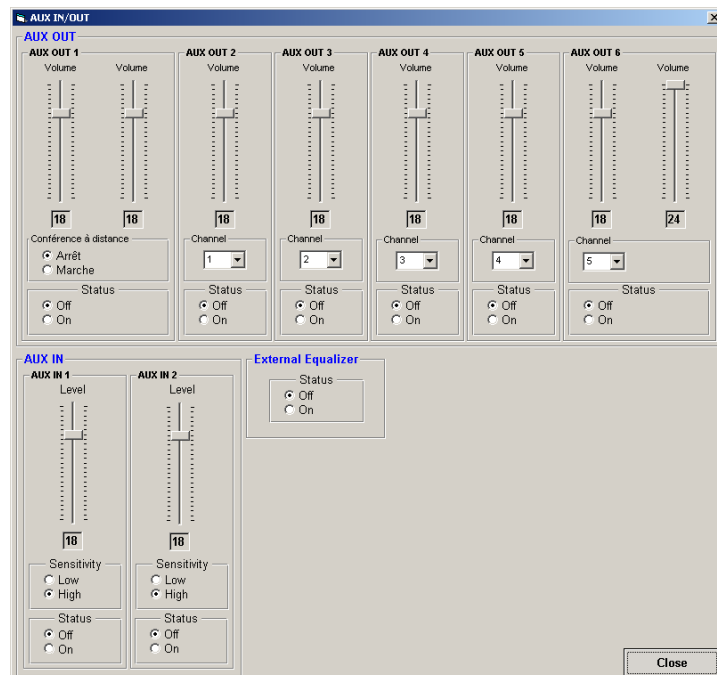 AUX IN/OUT
AUX OUT
AUX OUT 1
Volume Volume
18 18
Conférence à distance
Arrêt
Marche
Status
Off
On
AUX OUT 2
Volume
18
Channel
1
Status
Off
On
AUX OUT 3
Volume
18
Channel
2
Status
Off
On
AUX OUT 4
Volume
18
Channel
3
Status
Off
On
AUX OUT 5
Volume
18
Channel
4
Status
Off
On
AUX OUT 6
Volume Volume
18 24
Channel
5
Status
Off
On
AUX IN
AUX IN 1
Level
18
Sensitivity
Low
High
Status
Off
On
AUX IN 2
Level
18
Sensitivity
Low
High
Status
Off
On
External Equalizer
Status
Off
On
Close